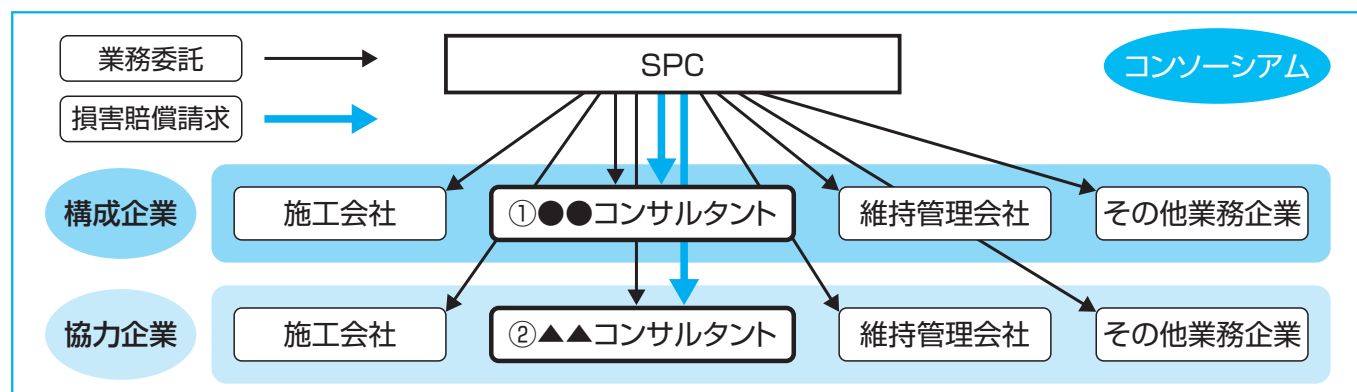 業務委託
SPC
コンソーシアム
損害賠償請求
構成企業
施工会社
①●●コンサルタント
維持管理会社
その他業務企業
協力企業
施工会社
②▲▲コンサルタント
維持管理会社
その他業務企業